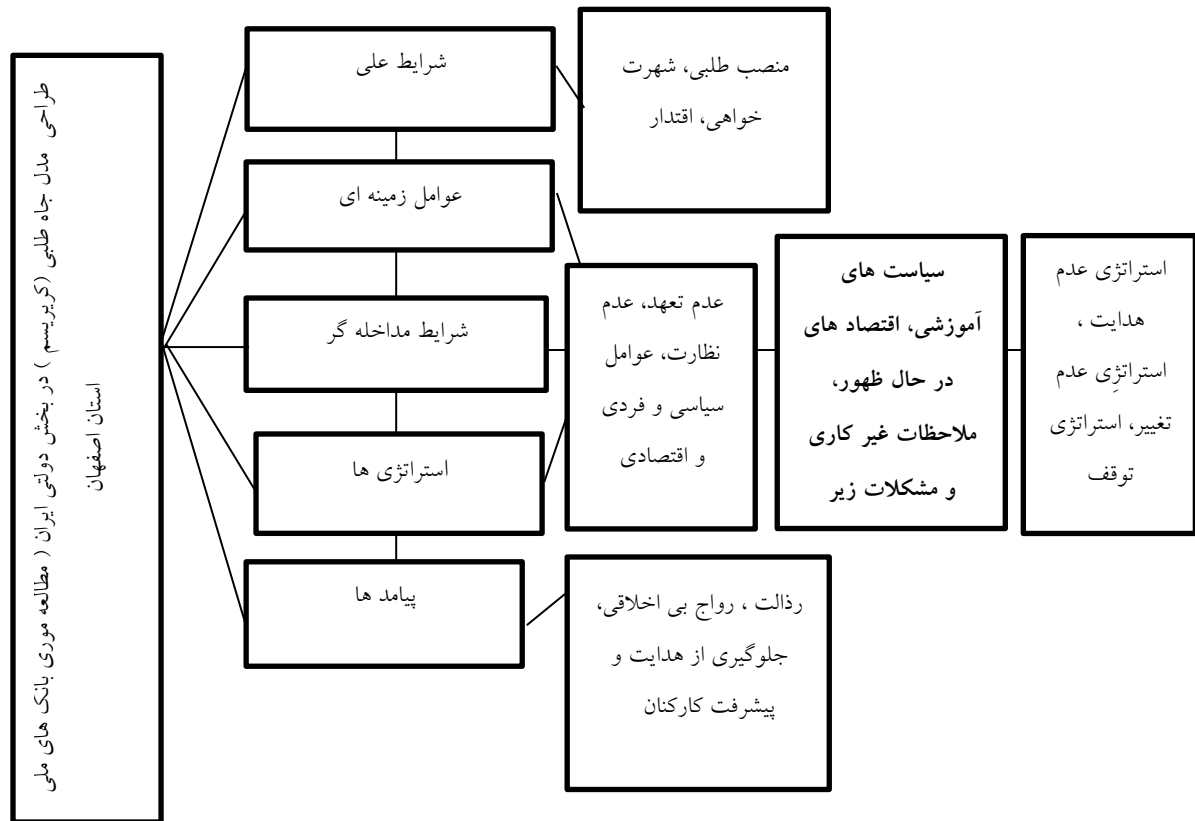 طراحی مدل جاه طلبی (کریریسم ) در بخش دولتی ایران ( مطالعه موری بانک های ملی
استان اصفهان
شرایط علی
عوامل زمینه ای
شرایط مداخله گر
استراتژی ها
پیامد ها
منصب طلبی، شهرت
خواهی، اقتدار
عدم تعهد، عدم
نظارت، عوامل
سیاسی و فردی
و اقتصادی
رذالت ، رواج بی اخلاقی،
جلوگیری از هدایت و
پیشرفت کارکنان
سیاست های
آموزشی، اقتصاد های
در حال ظهور،
ملاحظات غیر کاری
و مشکلات زیر
استراتژی عدم
هدایت ،
استراتژِی عدم
تغییر، استراتژی
توقف